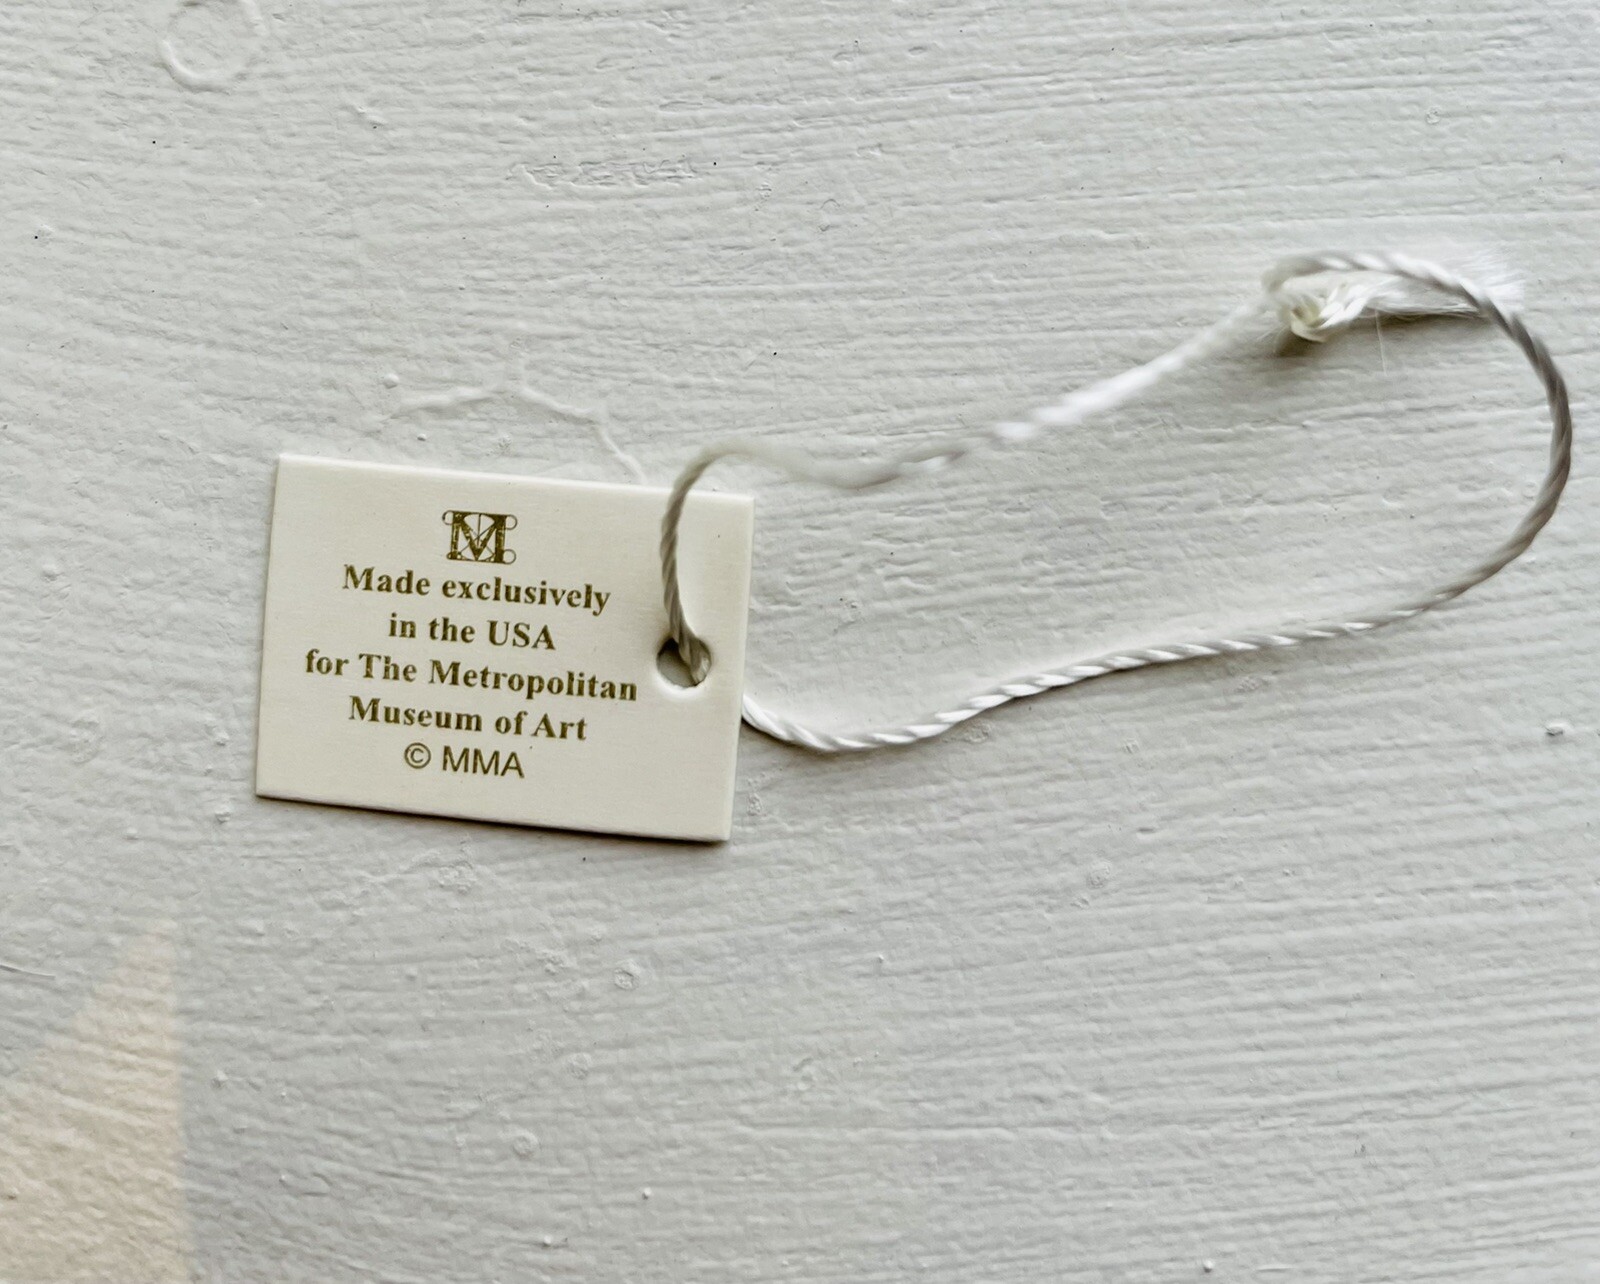 M
Made exclusively
in the USA
for The Metropolitan
Museum of Art
© MMA